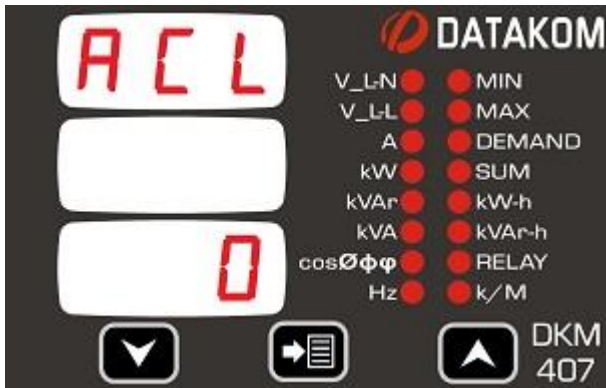 DATAKOM
ACL
0
V_L-N
V_L-L
A
kW
kVAr
kVA
cosØϕφ
Hz
MIN
MAX
DEMAND
SUM
kW-h
kVAr-h
RELAY
k/M
DKM
407